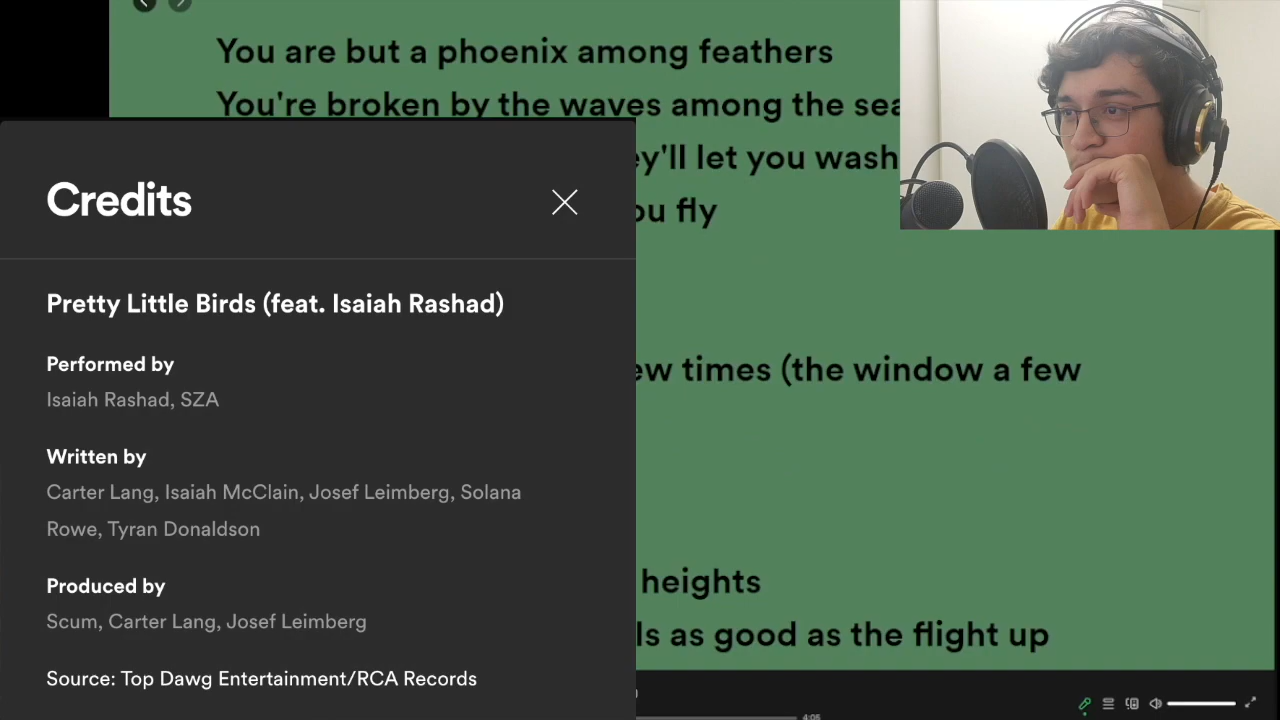 You are but a phoenix among feathers
You're broken by the waves among the sea
ey'll let you wash
ou fly
Credits
Pretty Little Birds (feat. Isaiah Rashad)
Performed by
Isaiah Rashad, SZA
ew times (the window a few
Written by
Carter Lang, Isaiah McClain, Josef Leimberg, Solana
Rowe, Tyran Donaldson
Produced by
heights
Scum, Carter Lang, Josef Leimberg
ls as good as the flight up
Source: Top Dawg Entertainment/RCA Records
4:05